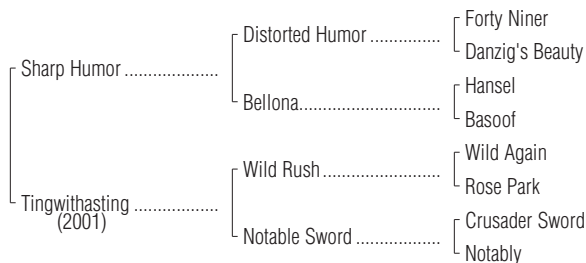 Forty Niner
Distorted Humor ..................
Danzig's Beauty
Sharp Humor ....................
Hansel
Bellona...............................
Basoof
Wild Again
Wild Rush.........................
Rose Park
Tingwithasting ..................
(2001)
Crusader Sword
Notable Sword ..................
Notably